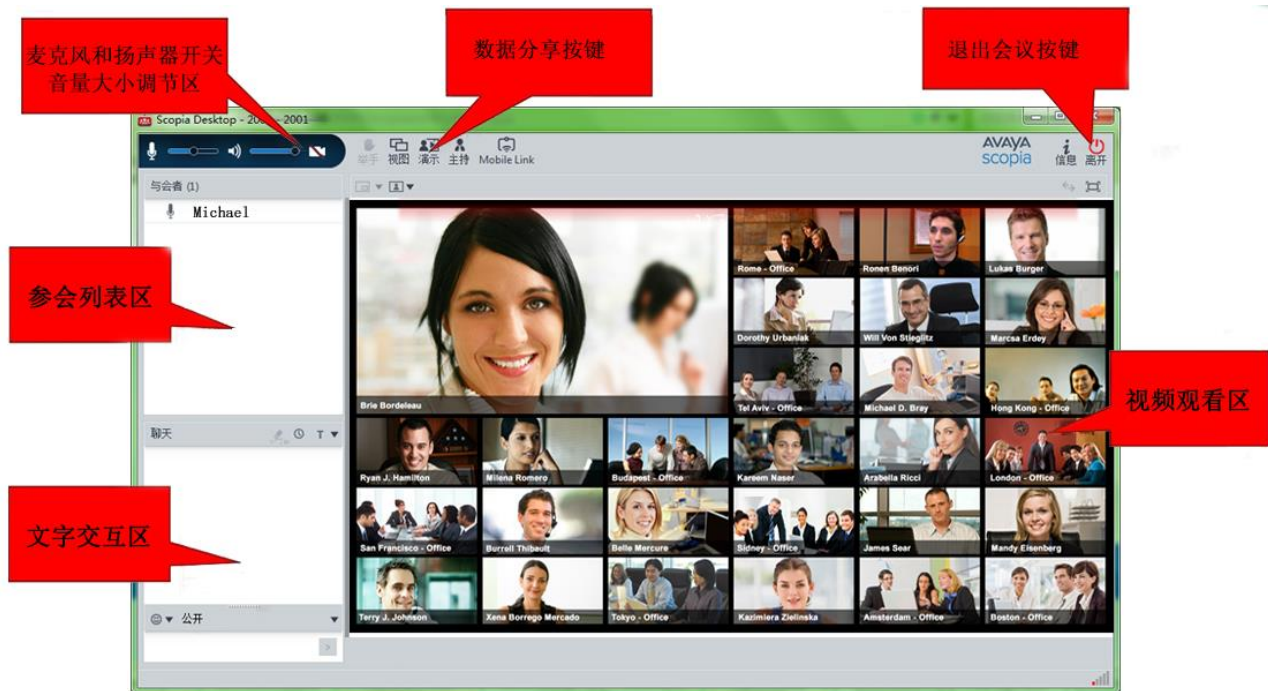 麦克风和扬声器开关
音量大小调节区
数据分享按键
退出会议按键
Scopia Desktop - 2001
举手 视图 演示 主持 Mobile Link
AVAYA
scopia
信息 离开
与会者 (1)
Michael
参会列表区
Brie Bordeleau
Rome - Office
Ronen Benori
Lukas Burger
Dorothy Urbaniak
Will Von Stieglitz
Marcsa Erdey
Tel Aviv - Office
Michael D. Bray
Hong Kong - Office
视频观看区
聊天
T
Ryan J. Hamilton
Milena Romero
Budapest - Office
Kareem Naser
Arabella Ricci
London - Office
文字交互区
San Francisco - Office
Burrell Thibault
Belle Mercure
Sidney - Office
James Sear
Mandy Eisenberg
公开
Terry J. Johnson
Xena Borrego Mercado
Tokyo - Office
Kazimiera Zielinska
Amsterdam - Office
Boston - Office